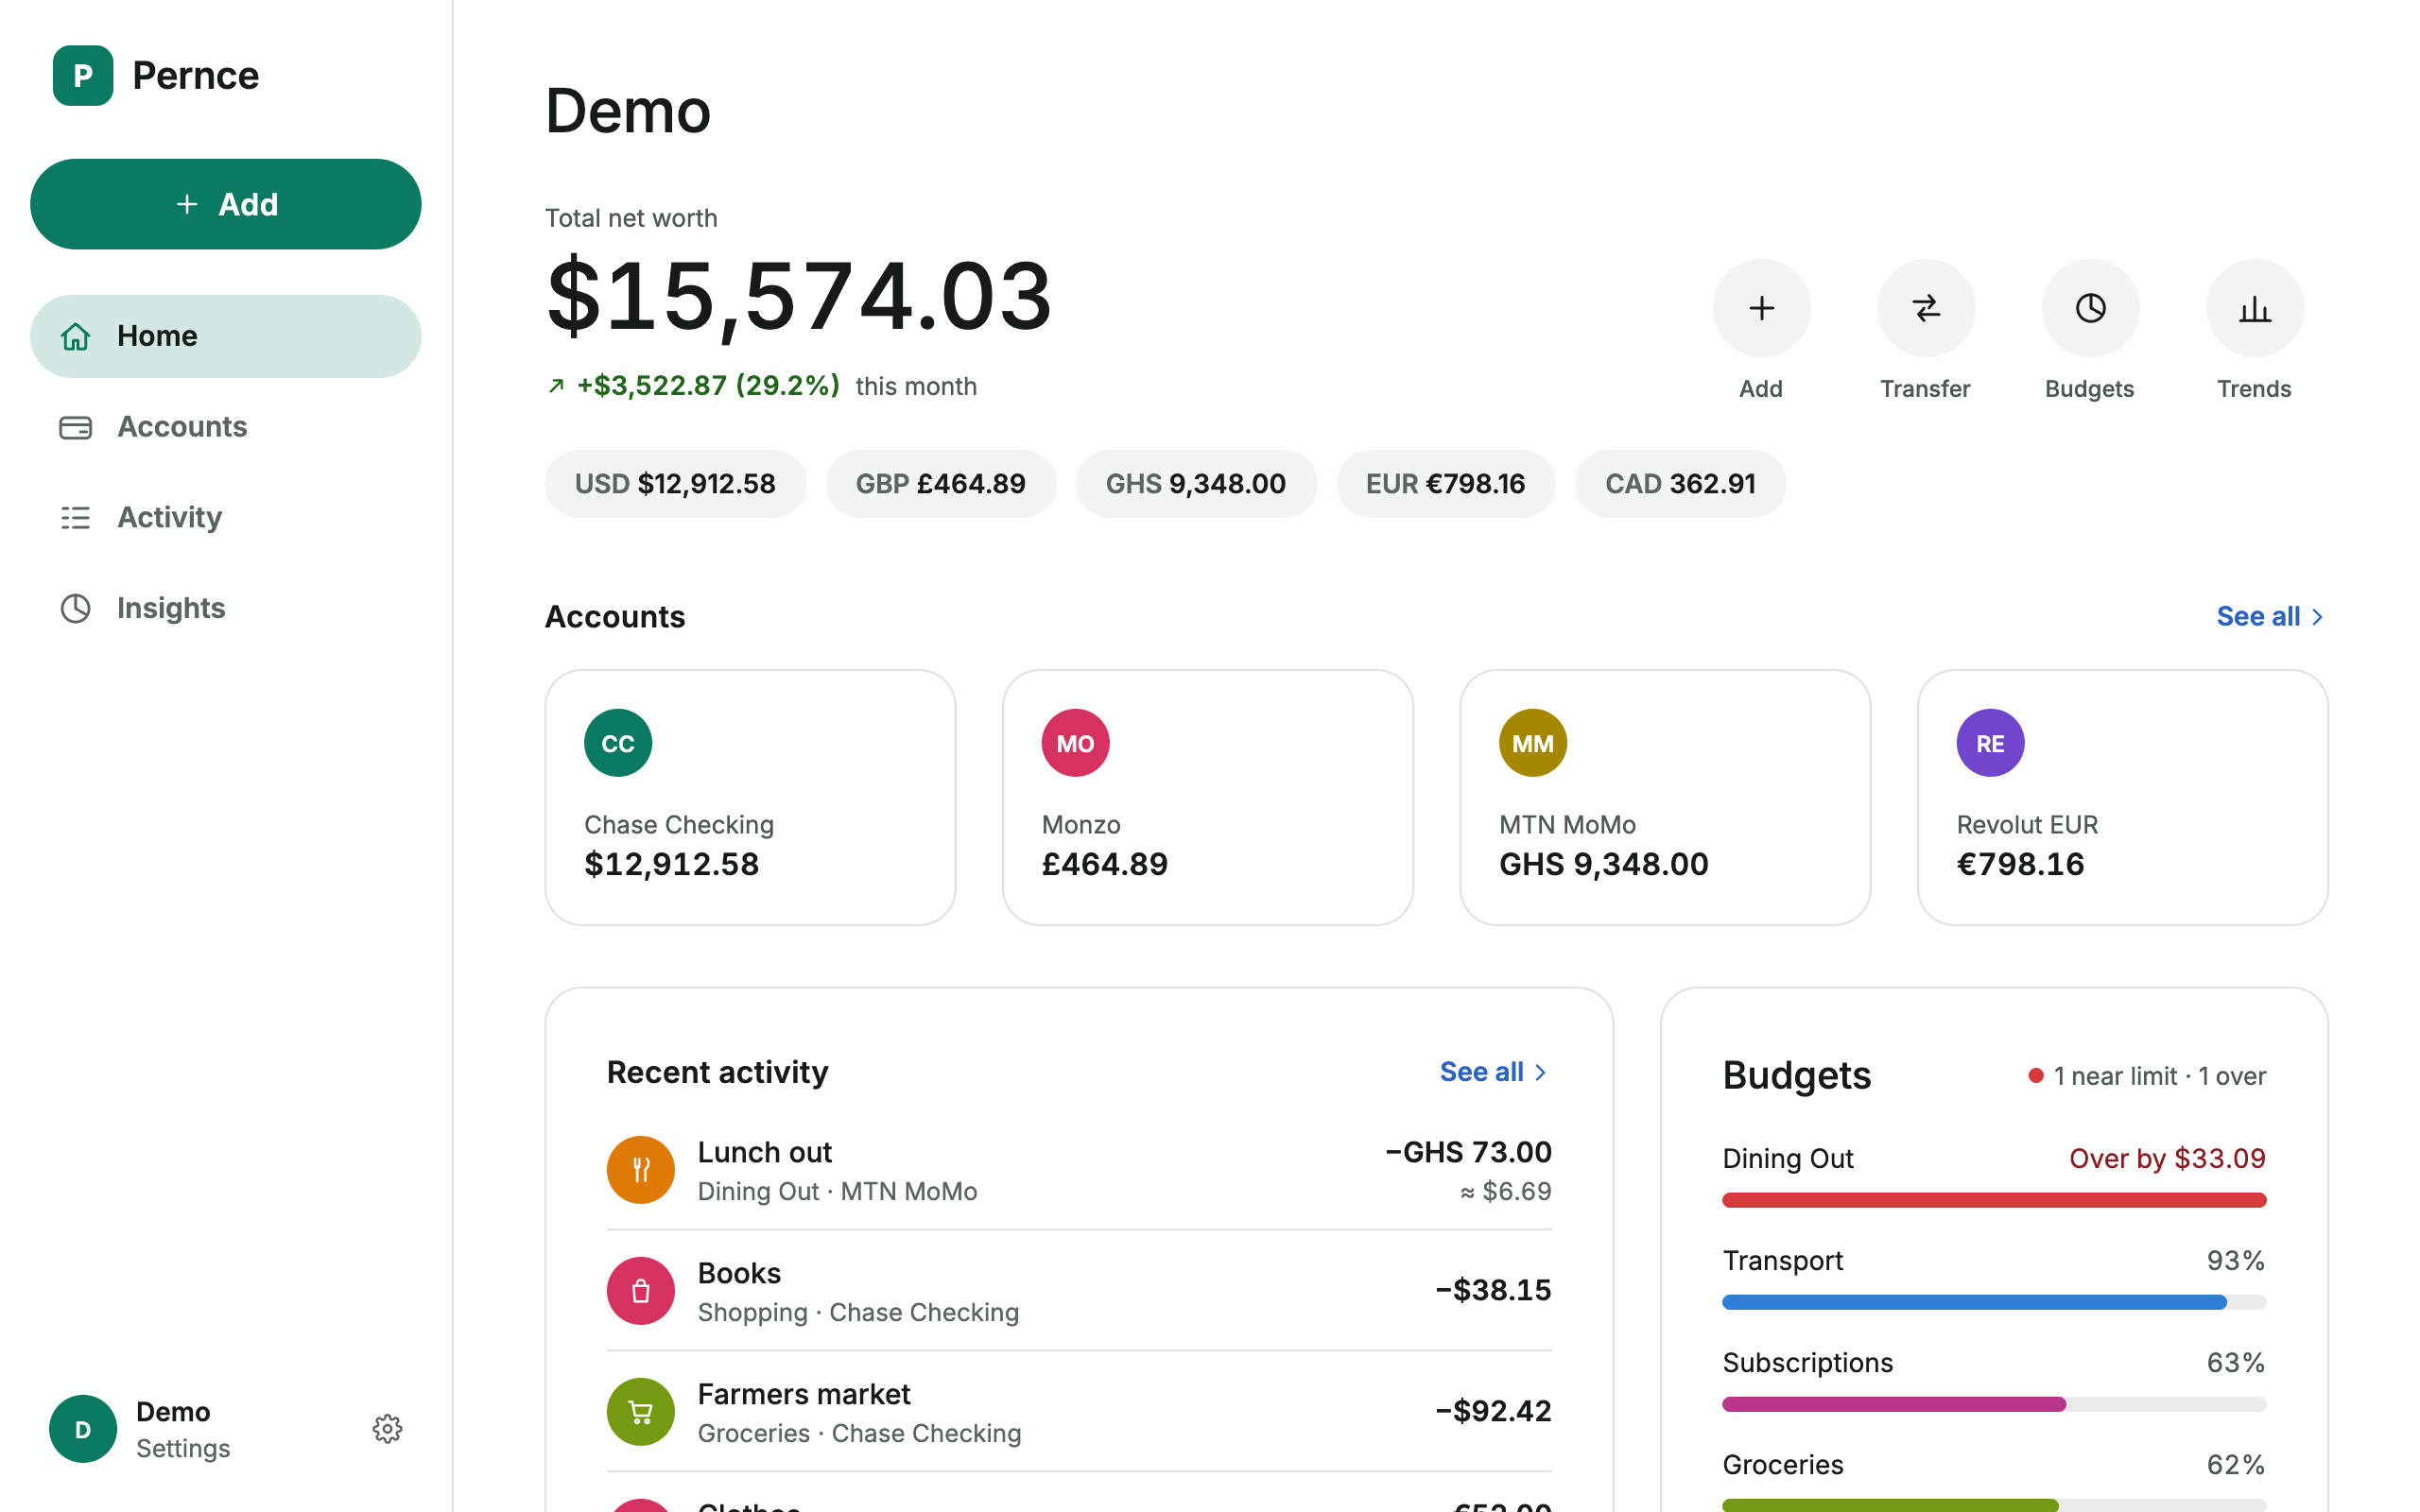 P Pernce
+ Add
Home
Accounts
Activity
Insights
D Demo
Settings
Demo
Total net worth
$15,574.03
+$3,522.87 (29.2%) this month
Add
Transfer
Budgets
Trends
USD $12,912.58
GBP £464.89
GHS 9,348.00
EUR €798.16
CAD 362.91
Accounts
See all
CC
Chase Checking
$12,912.58
MO
Monzo
£464.89
MM
MTN MoMo
GHS 9,348.00
RE
Revolut EUR
€798.16
Recent activity
See all
Lunch out
−GHS 73.00
Dining Out · MTN MoMo
≈ $6.69
Books
−$38.15
Shopping · Chase Checking
Farmers market
−$92.42
Groceries · Chase Checking
Budgets
1 near limit · 1 over
Dining Out
Over by $33.09
Transport
93%
Subscriptions
63%
Groceries
62%